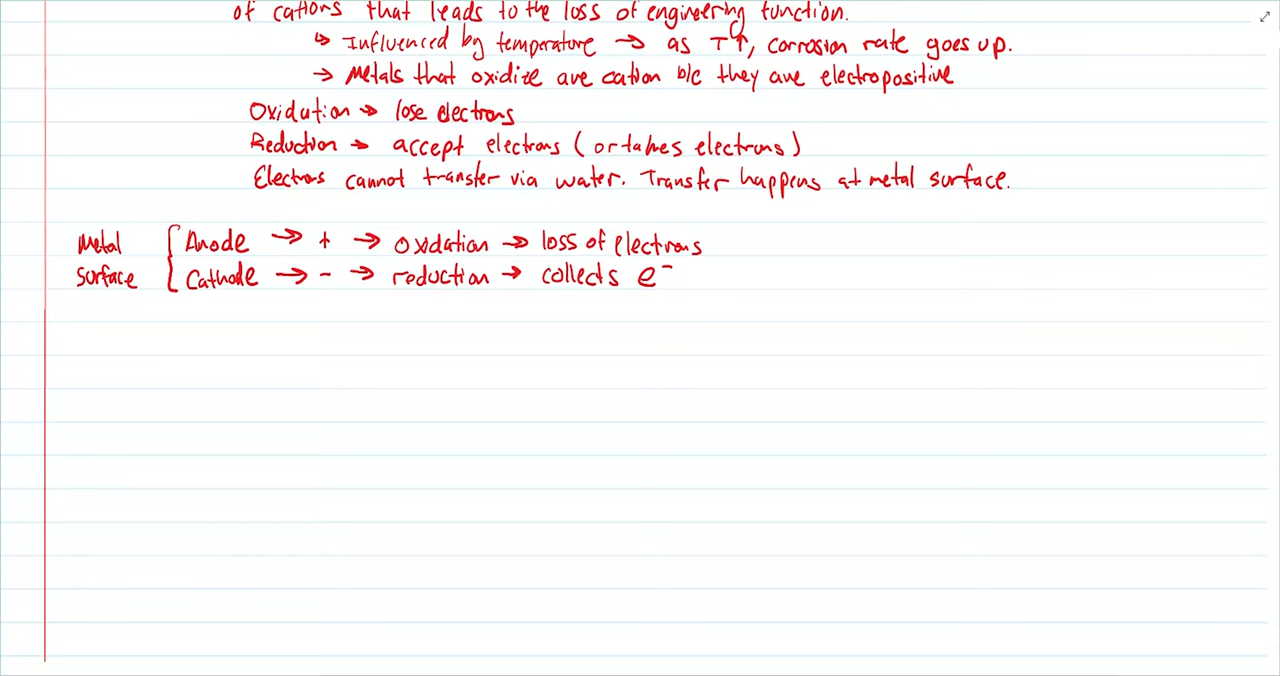 of cations that leads to the loss of engineering function.
↳ Influenced by temperature → as T↑, corrosion rate goes up.
→ Metals that oxidize are cation b/c they are electropositive
Oxidation → lose electrons
Reduction → accept electrons (or takes electrons)
Electrons cannot transfer via water. Transfer happens at metal surface.
Metal Surface { Anode → + → oxidation → loss of electrons
Cathode → - → reduction → collects e⁻